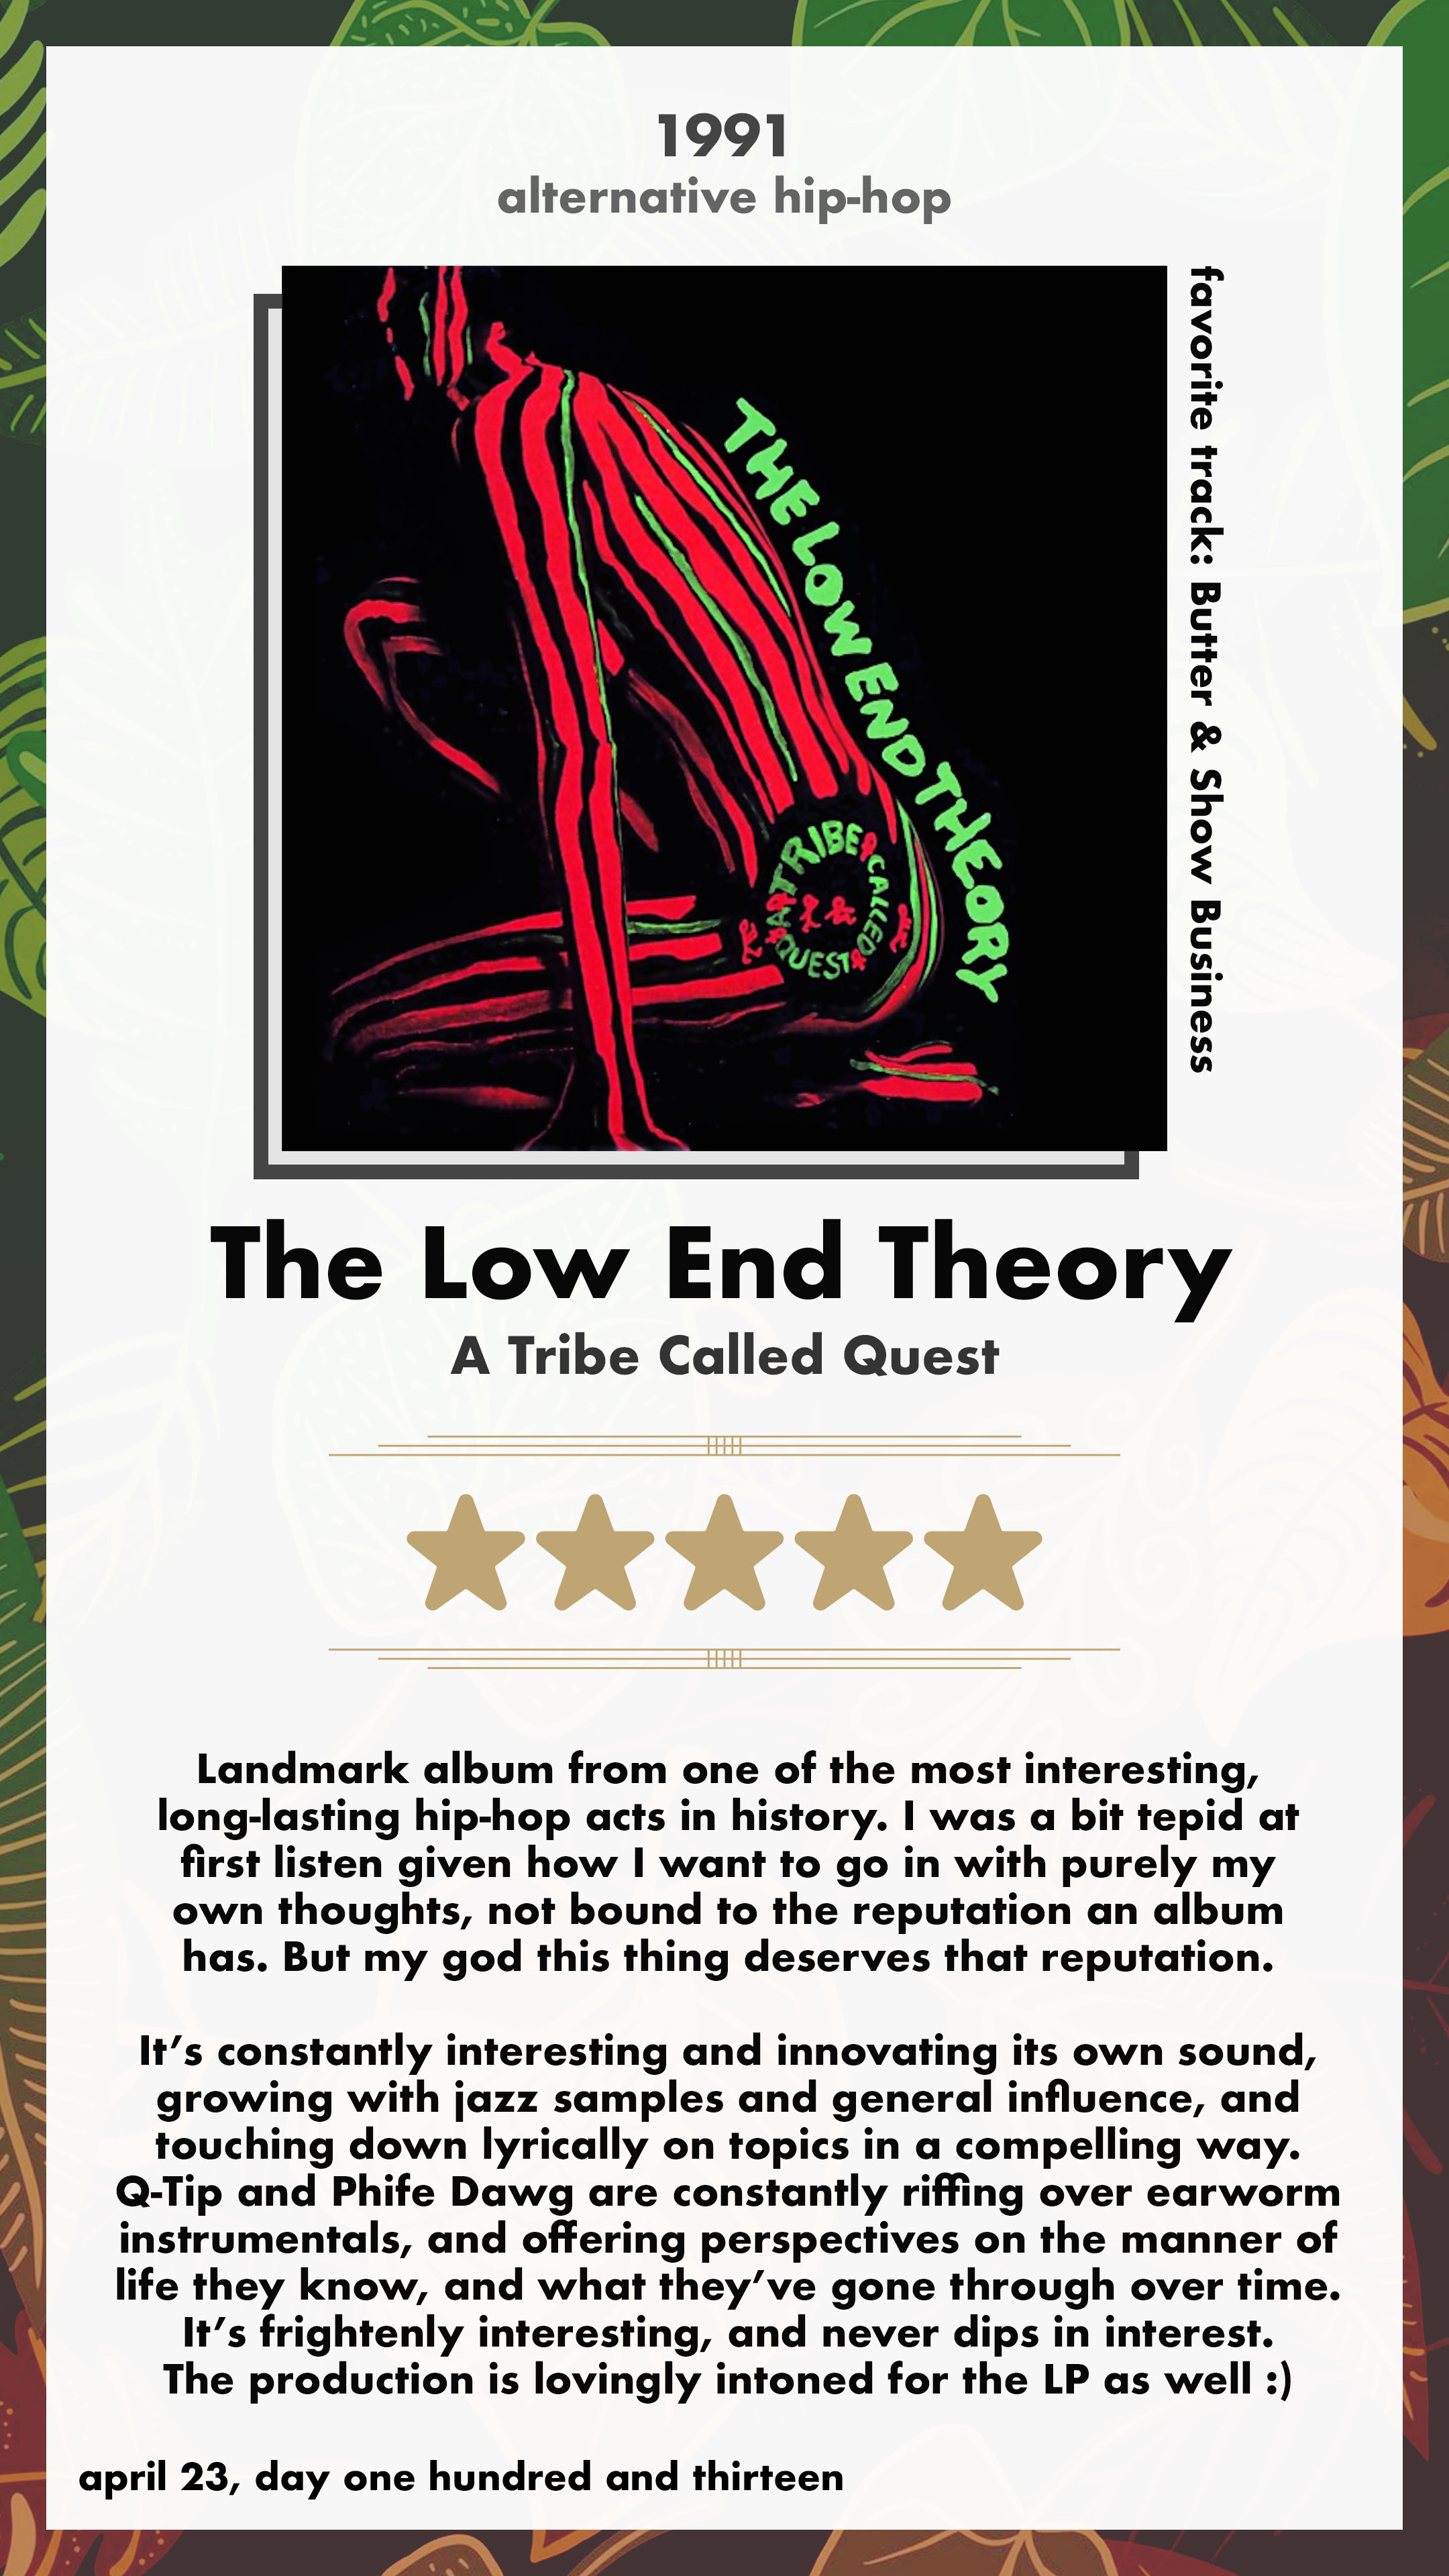 1991
alternative hip-hop
THE LOW END THEORY
A TRIBE CALLED QUEST
favorite track: Butter & Show Business
The Low End Theory
A Tribe Called Quest
Landmark album from one of the most interesting,
long-lasting hip-hop acts in history. I was a bit tepid at
first listen given how I want to go in with purely my
own thoughts, not bound to the reputation an album
has. But my god this thing deserves that reputation.
It’s constantly interesting and innovating its own sound,
growing with jazz samples and general influence, and
touching down lyrically on topics in a compelling way.
Q-Tip and Phife Dawg are constantly riffing over earworm
instrumentals, and offering perspectives on the manner of
life they know, and what they’ve gone through over time.
It’s frightenly interesting, and never dips in interest.
The production is lovingly intoned for the LP as well :)
april 23, day one hundred and thirteen